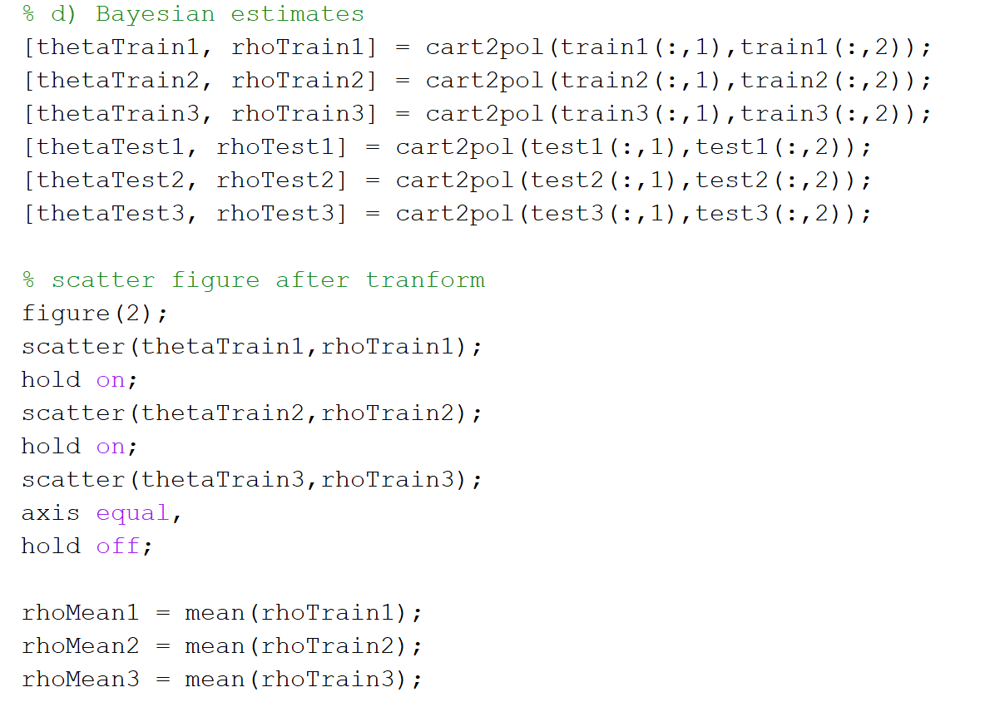 % d) Bayesian estimates
[thetaTrain1, rhoTrain1] = cart2pol(train1(:,1),train1(:,2));
[thetaTrain2, rhoTrain2] = cart2pol(train2(:,1),train2(:,2));
[thetaTrain3, rhoTrain3] = cart2pol(train3(:,1),train3(:,2));
[thetaTest1, rhoTest1] = cart2pol(test1(:,1),test1(:,2));
[thetaTest2, rhoTest2] = cart2pol(test2(:,1),test2(:,2));
[thetaTest3, rhoTest3] = cart2pol(test3(:,1),test3(:,2));
% scatter figure after tranform
figure(2);
scatter(thetaTrain1,rhoTrain1);
hold on;
scatter(thetaTrain2,rhoTrain2);
hold on;
scatter(thetaTrain3,rhoTrain3);
axis equal,
hold off;
rhoMean1 = mean(rhoTrain1);
rhoMean2 = mean(rhoTrain2);
rhoMean3 = mean(rhoTrain3);